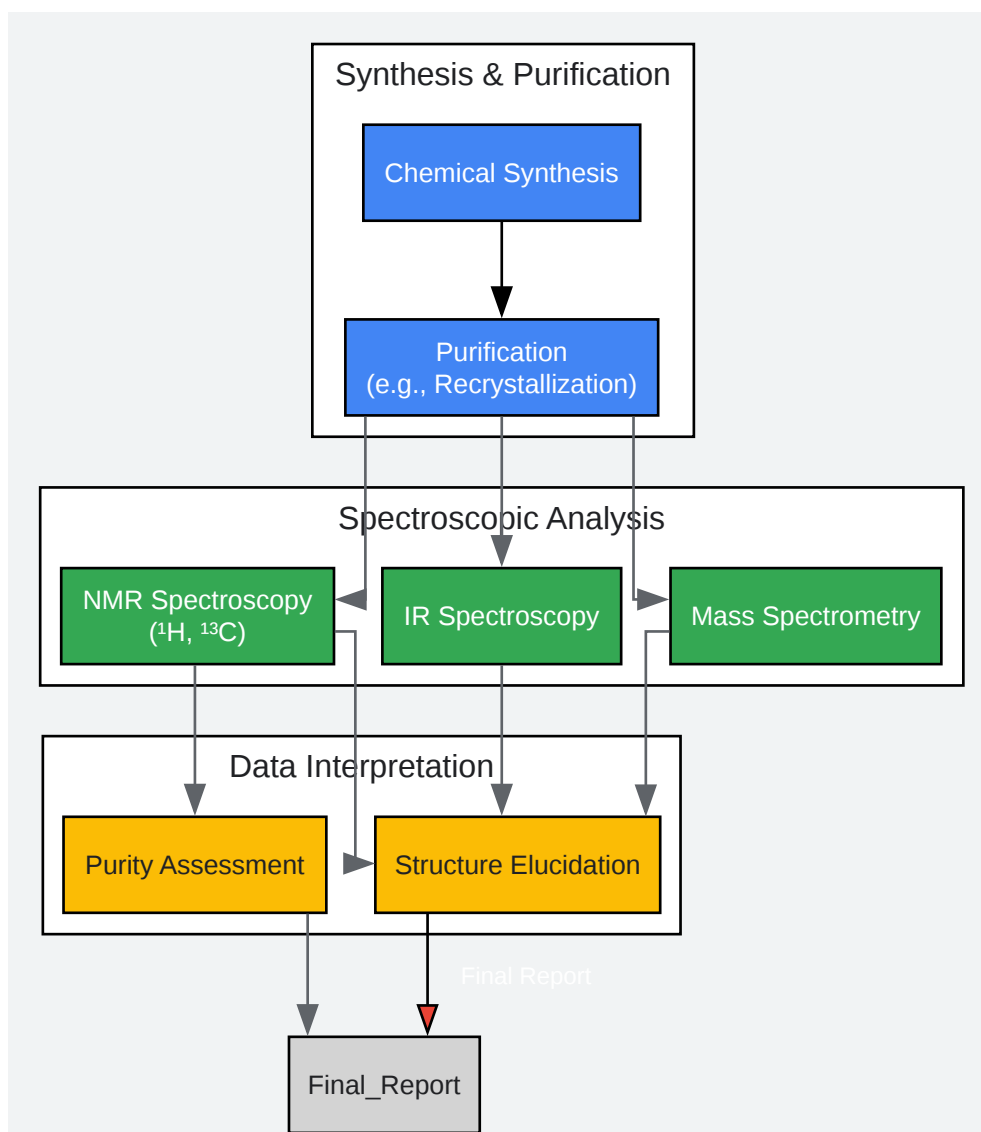 Synthesis & Purification
Chemical Synthesis
Purification
(e.g., Recrystallization)
Spectroscopic Analysis
NMR Spectroscopy
(¹H, ¹³C)
IR Spectroscopy
Mass Spectrometry
Data Interpretation
Purity Assessment
Structure Elucidation
Final Report
Final_Report